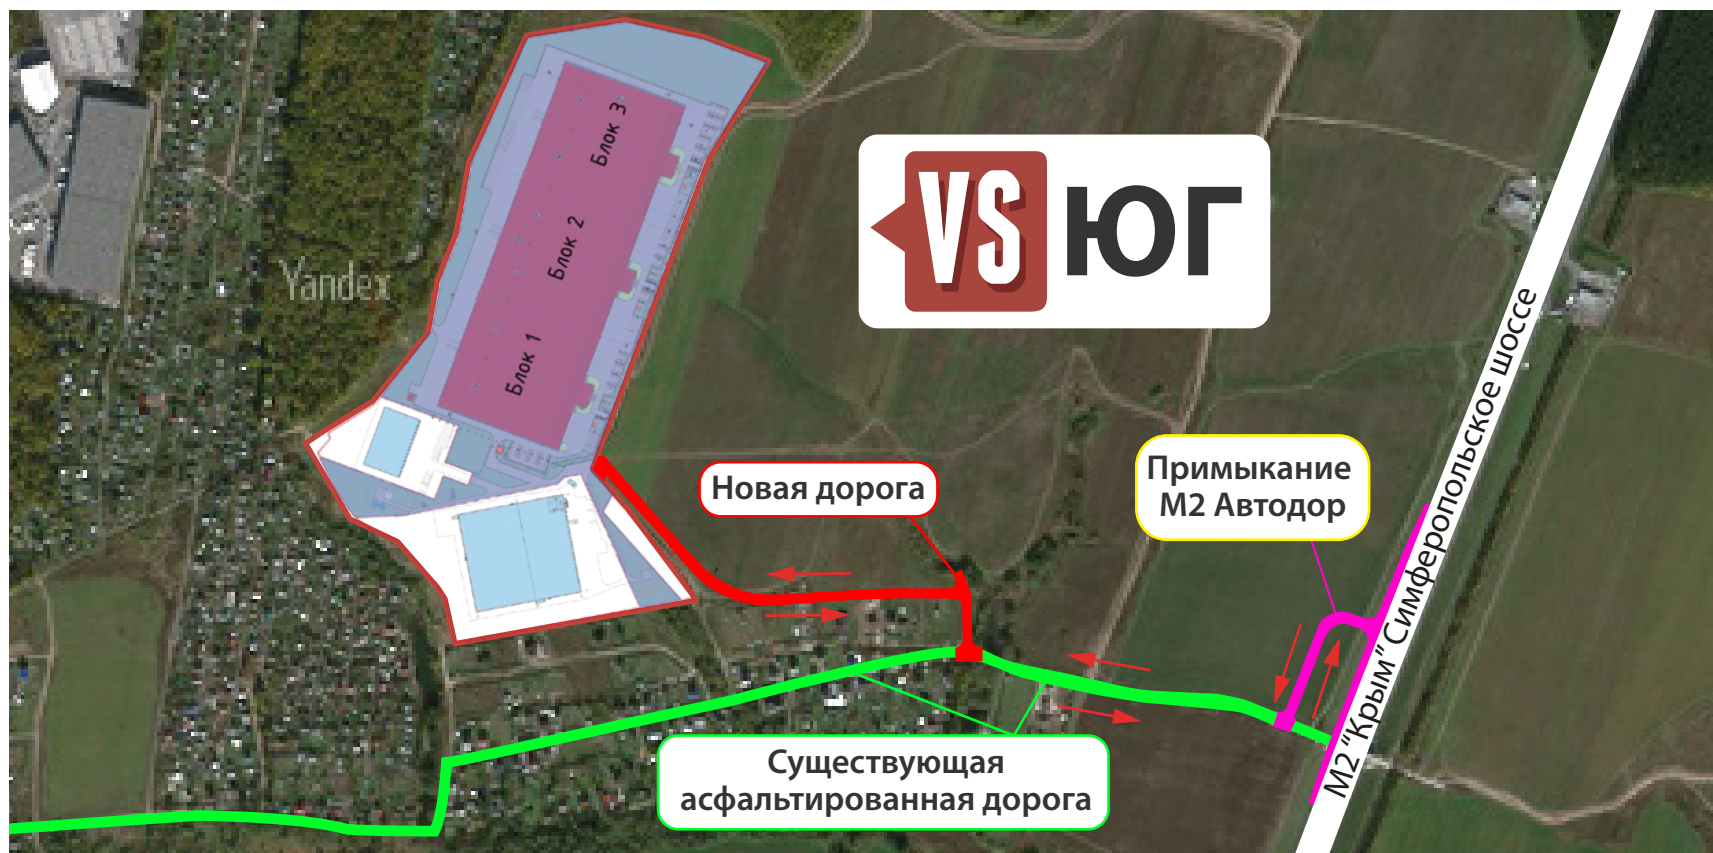 Блок 3
Блок 2
Блок 1
Yandex
VS ЮГ
Новая дорога
Примыкание
М2 Автодор
М2 "Крым" Симферопольское шоссе
Существующая
асфальтированная дорога